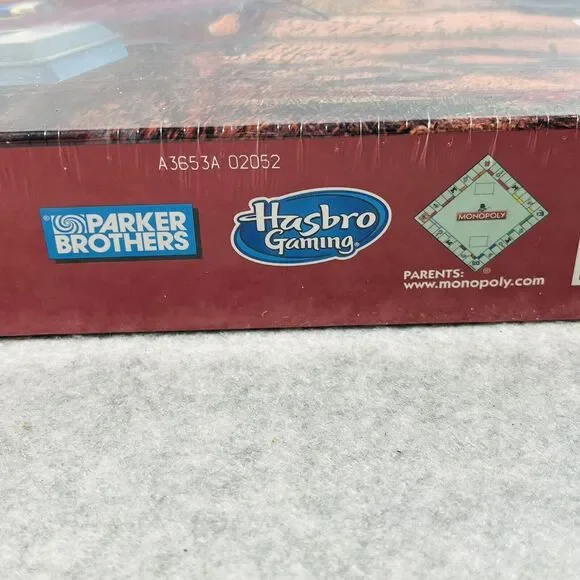 A3653A 02052
PARKER
BROTHERS
Hasbro
Gaming
MONOPOLY
PARENTS:
www.monopoly.com